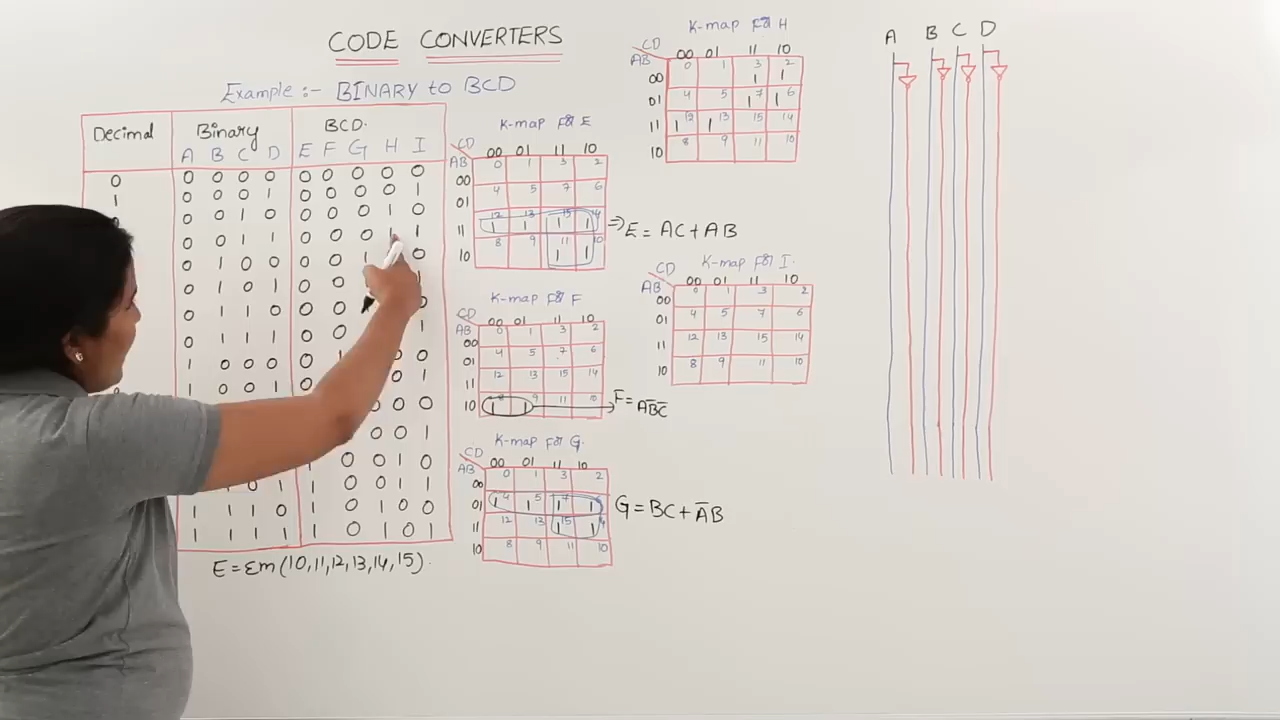 CODE CONVERTERS
Example :- BINARY to BCD
Decimal Binary BCD.
A B C D E F G H I
0 0 0 0 0 0 0 0 0 0
1 0 0 0 1 0 0 0 0 1
0 0 1 0 0 0 0 1 0
0 0 1 1 0 0 0 1 1
0 1 0 0 0 0 1 0
0 1 0 1 0 0 1
0 1 1 0 0 0 0
0 1 1 1 0 0 1
1 0 0 0 0 1 0 0
1 0 0 1 0 0 1
0 0 0
0 0 1
1 0 0 1 0
0 1 1 0 0 1 1
1 1 1 0 1 0 1 0 0
1 1 1 1 1 0 1 0 1
E = Σm(10,11,12,13,14,15).
K-map for E
CD
AB 00 01 11 10
00 0 1 3 2
01 4 5 7 6
11 12 1 13 1 15 1 14 1
10 8 9 11 1 10 1
⇒ E = AC + AB
K-map for F
CD
AB 00 01 11 10
00 0 1 3 2
01 4 5 7 6
11 12 13 15 14
10 8 1 9 1 11 10
F = AB̅C̅
K-map for G
CD
AB 00 01 11 10
00 0 1 3 2
01 4 1 5 1 7 1 6 1
11 12 13 15 1 14 1
10 8 9 11 10
G = BC + A̅B
K-map for H
CD
AB 00 01 11 10
00 0 1 3 1 2 1
01 4 5 7 1 6 1
11 12 1 13 1 15 14
10 8 9 11 10
K-map for I
CD
AB 00 01 11 10
00 0 1 3 2
01 4 5 7 6
11 12 13 15 14
10 8 9 11 10
A B C D